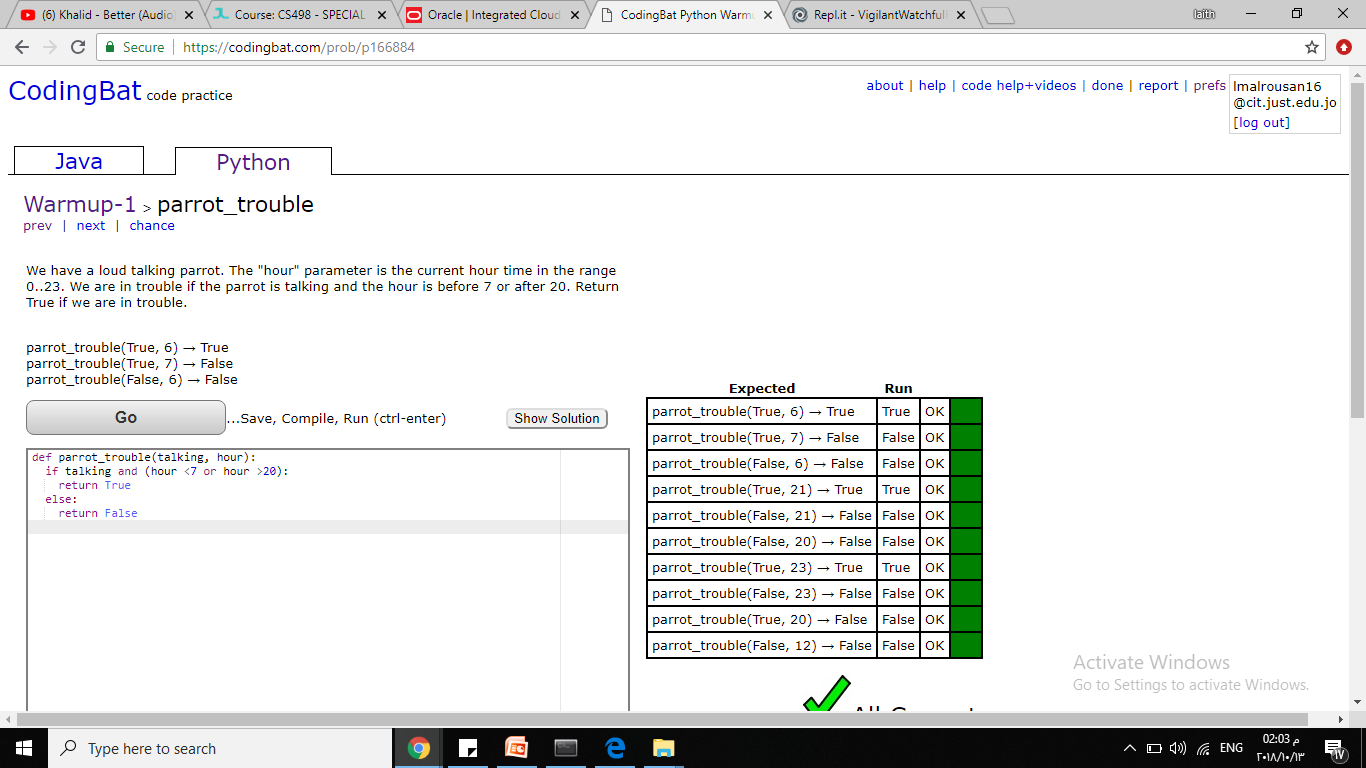 (6) Khalid - Better (Audio)
Course: CS498 - SPECIAL
Oracle | Integrated Cloud
CodingBat Python Warmu
Repl.it - VigilantWatchfull
laith
Secure
https://codingbat.com/prob/p166884
CodingBat code practice
about | help | code help+videos | done | report | prefs
lmalrousan16
@cit.just.edu.jo
[log out]
Java
Python
Warmup-1 > parrot_trouble
prev | next | chance
We have a loud talking parrot. The "hour" parameter is the current hour time in the range
0..23. We are in trouble if the parrot is talking and the hour is before 7 or after 20. Return
True if we are in trouble.
parrot_trouble(True, 6) → True
parrot_trouble(True, 7) → False
parrot_trouble(False, 6) → False
Go
...Save, Compile, Run (ctrl-enter)
Show Solution
def parrot_trouble(talking, hour):
if talking and (hour <7 or hour >20):
return True
else:
return False
Expected Run
parrot_trouble(True, 6) → True True OK
parrot_trouble(True, 7) → False False OK
parrot_trouble(False, 6) → False False OK
parrot_trouble(True, 21) → True True OK
parrot_trouble(False, 21) → False False OK
parrot_trouble(False, 20) → False False OK
parrot_trouble(True, 23) → True True OK
parrot_trouble(False, 23) → False False OK
parrot_trouble(True, 20) → False False OK
parrot_trouble(False, 12) → False False OK
All Correct
Activate Windows
Go to Settings to activate Windows.
Type here to search
ENG
02:03 م
٢٠١٨/١٠/١٣